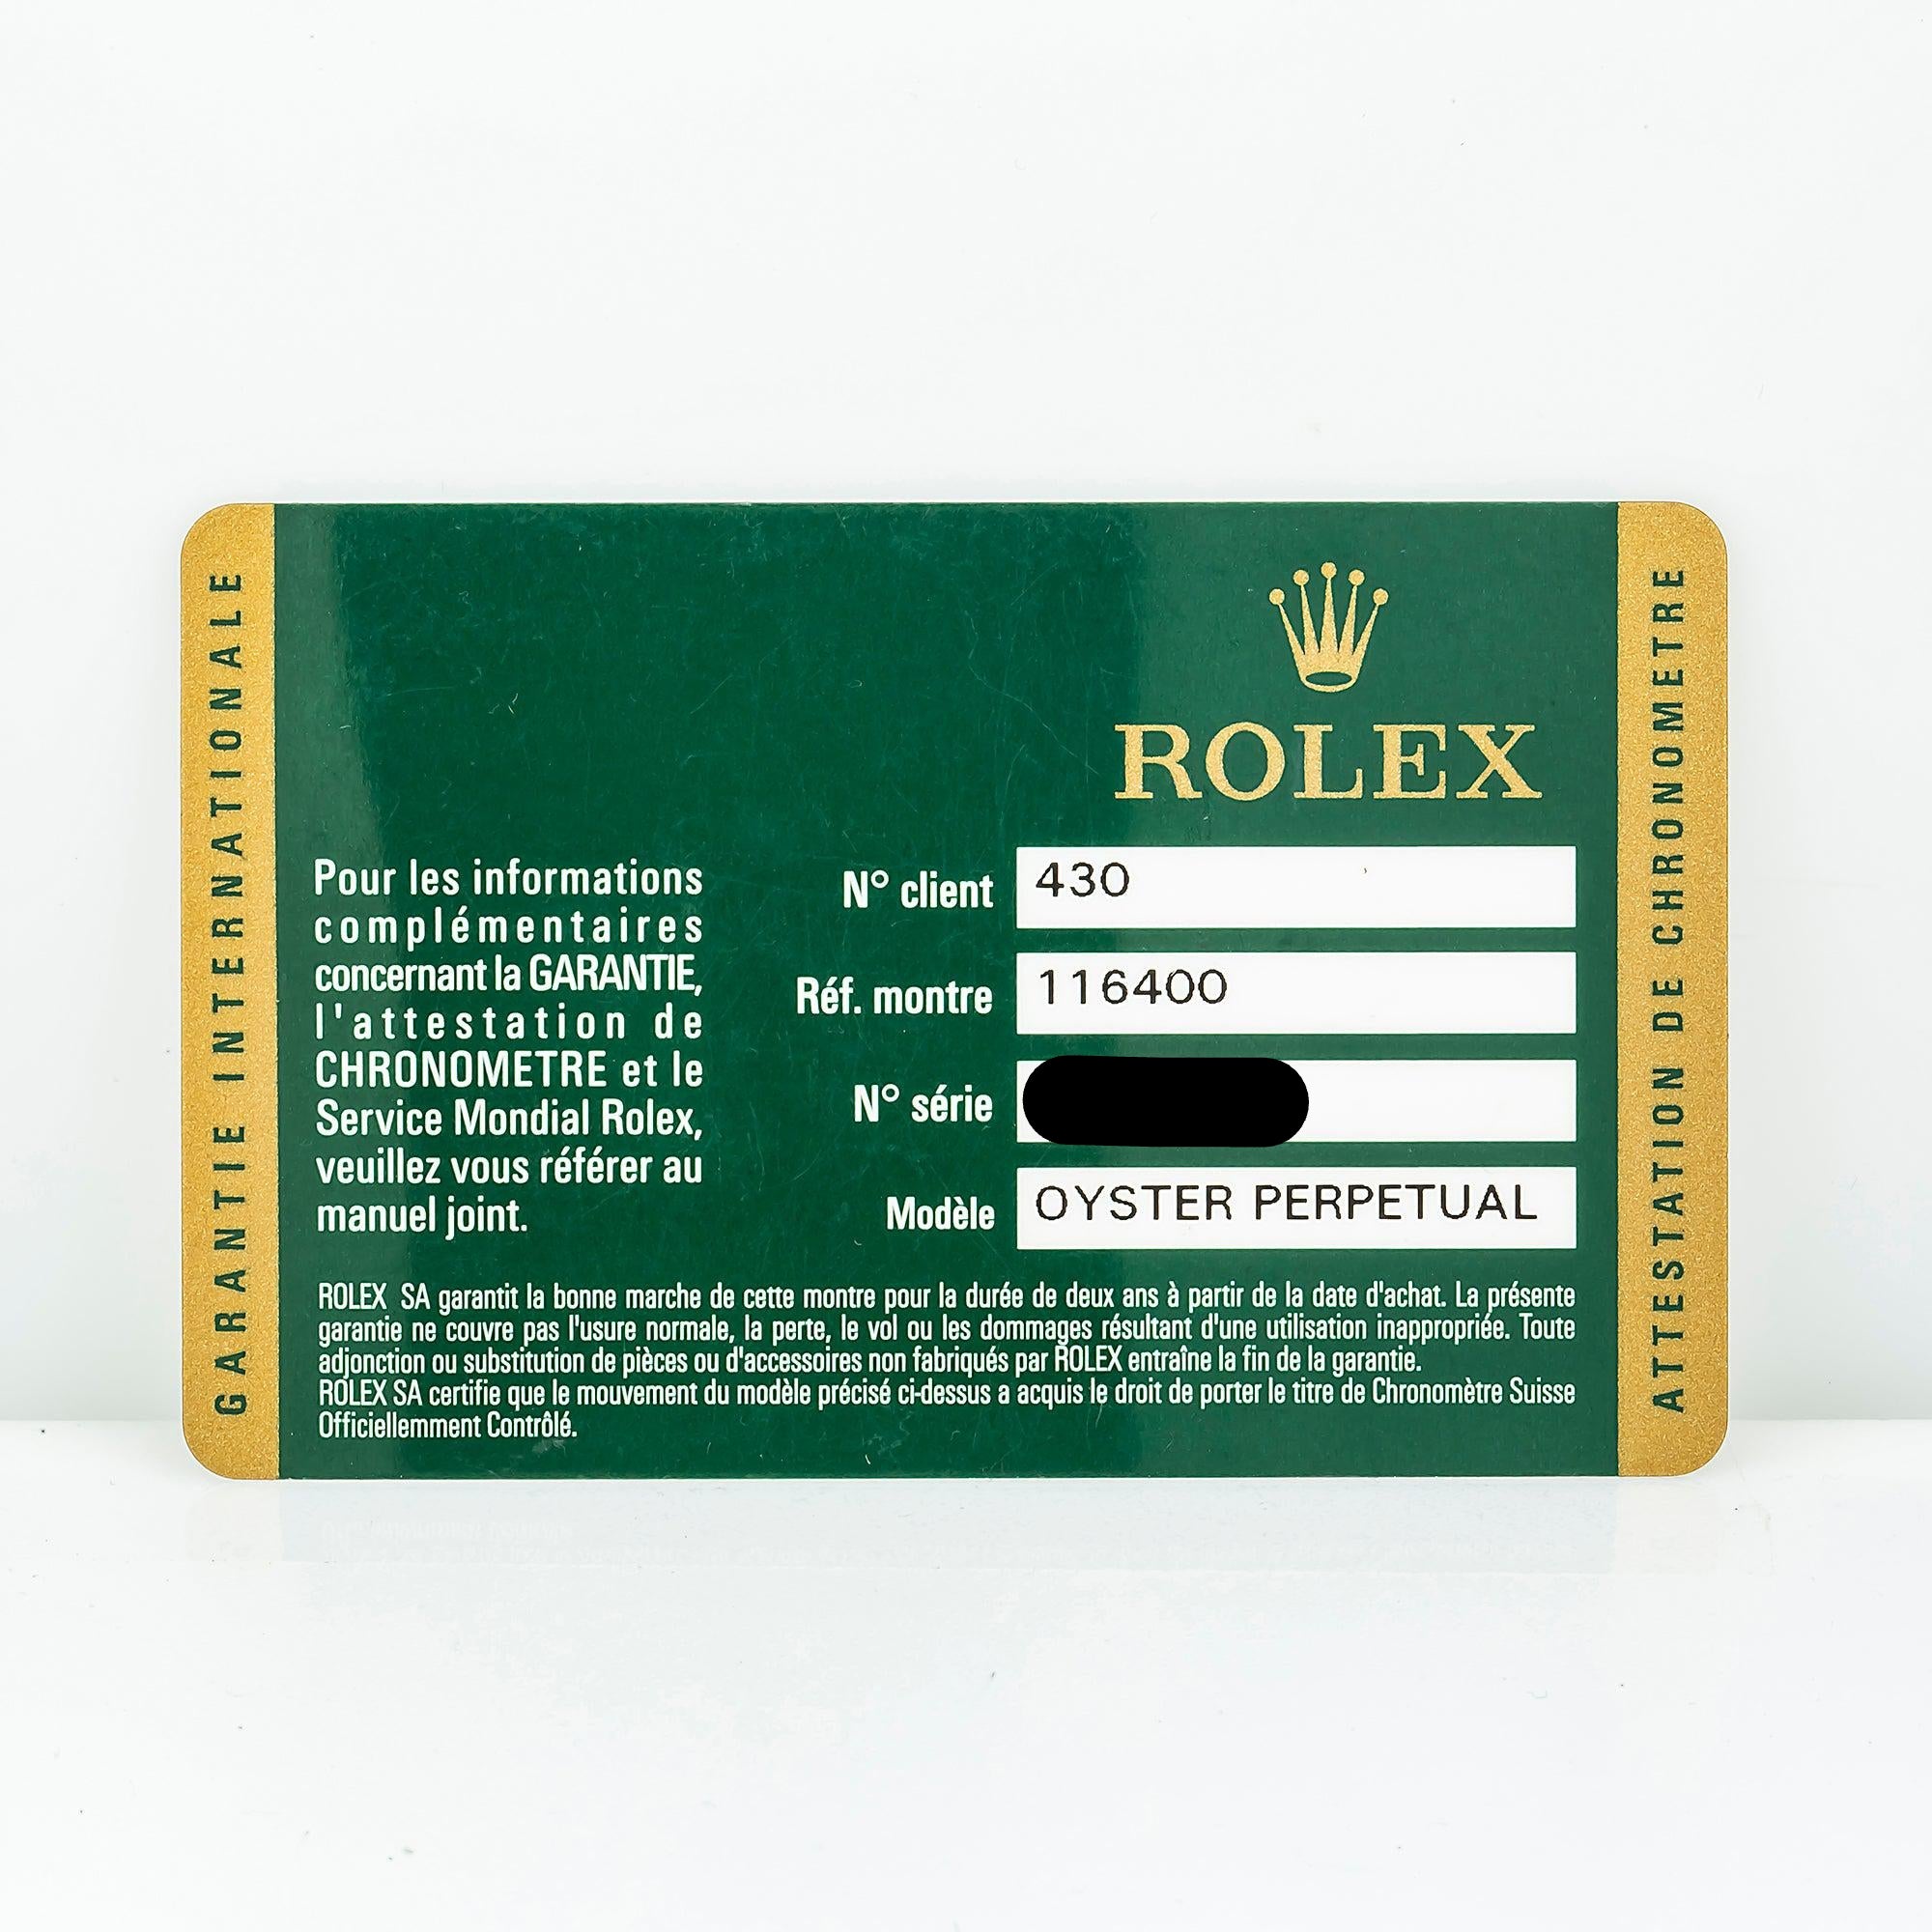 GARANTIE INTERNATIONALE
ROLEX
Pour les informations
complémentaires
concernant la GARANTIE,
l'attestation de
CHRONOMETRE et le
Service Mondial Rolex,
veuillez vous référer au
manuel joint.
N° client 430
Réf. montre 116400
N° série
Modèle OYSTER PERPETUAL
ROLEX SA garantit la bonne marche de cette montre pour la durée de deux ans à partir de la date d'achat. La présente
garantie ne couvre pas l'usure normale, la perte, le vol ou les dommages résultant d'une utilisation inappropriée. Toute
adjonction ou substitution de pièces ou d'accessoires non fabriqués par ROLEX entraîne la fin de la garantie.
ROLEX SA certifie que le mouvement du modèle précisé ci-dessus a acquis le droit de porter le titre de Chronomètre Suisse
Officiellemment Contrôlé.
ATTESTATION DE CHRONOMETRE